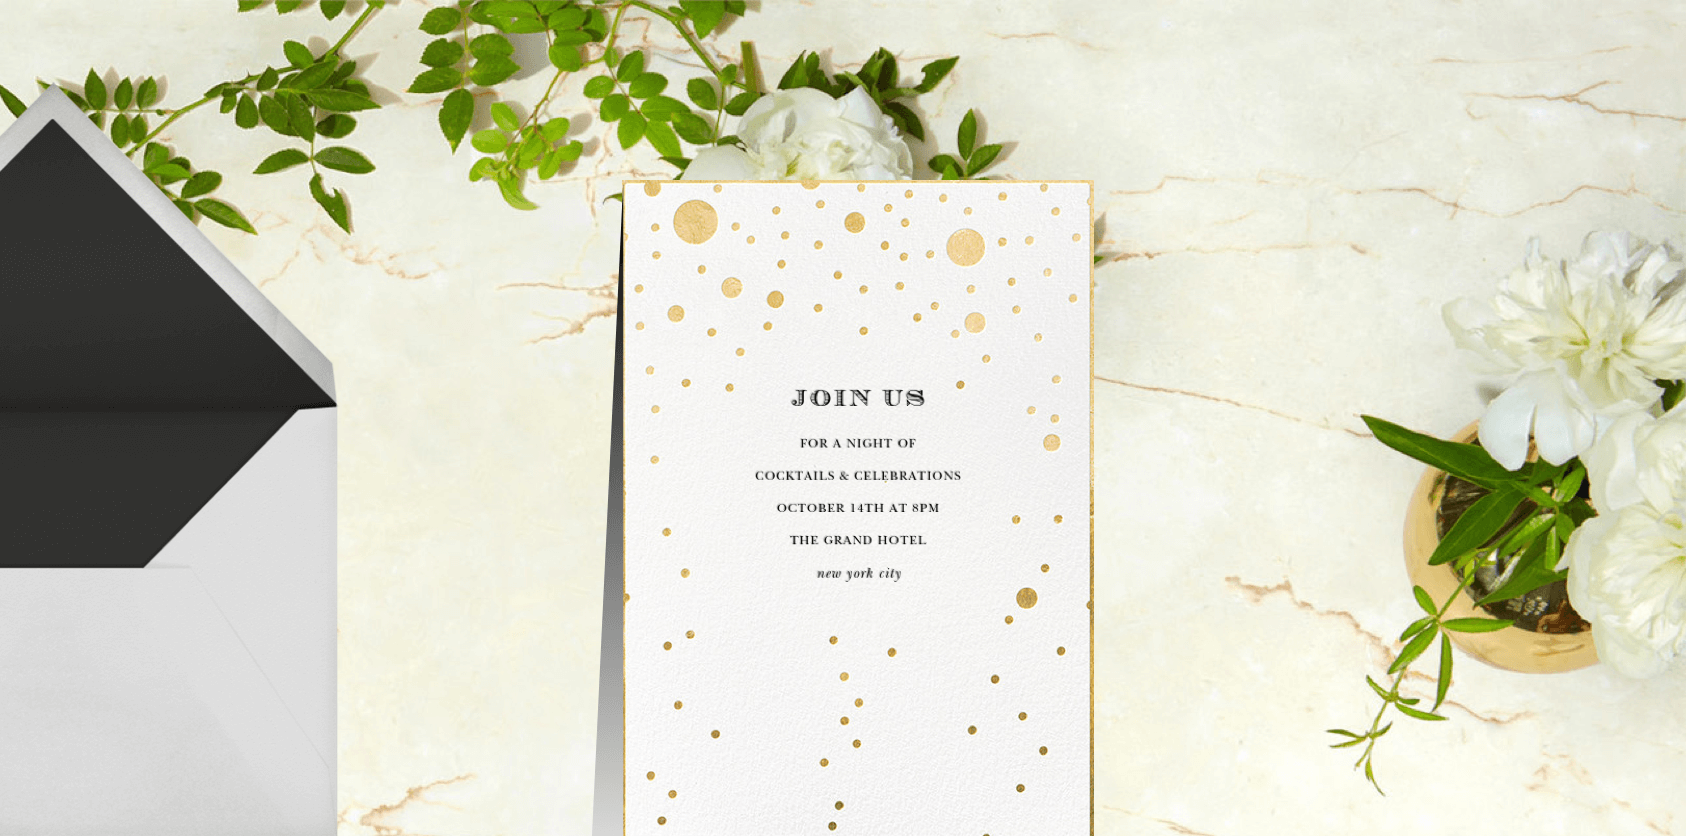 JOIN US
FOR A NIGHT OF
COCKTAILS & CELEBRATIONS
OCTOBER 14TH AT 8PM
THE GRAND HOTEL
new york city